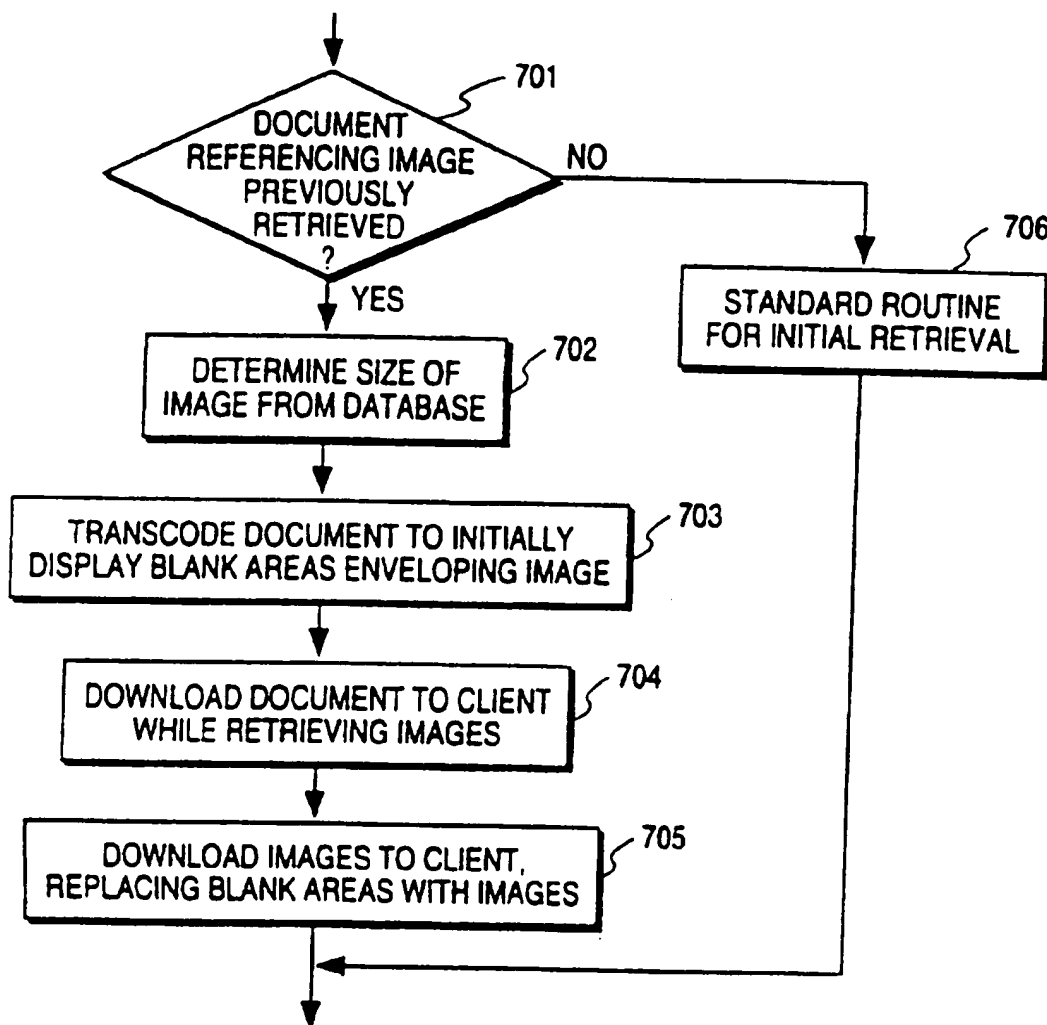 701
DOCUMENT
REFERENCING IMAGE
PREVIOUSLY
RETRIEVED
?
NO
YES
706
STANDARD ROUTINE
FOR INITIAL RETRIEVAL
702
DETERMINE SIZE OF
IMAGE FROM DATABASE
703
TRANSCODE DOCUMENT TO INITIALLY
DISPLAY BLANK AREAS ENVELOPING IMAGE
704
DOWNLOAD DOCUMENT TO CLIENT
WHILE RETRIEVING IMAGES
705
DOWNLOAD IMAGES TO CLIENT,
REPLACING BLANK AREAS WITH IMAGES